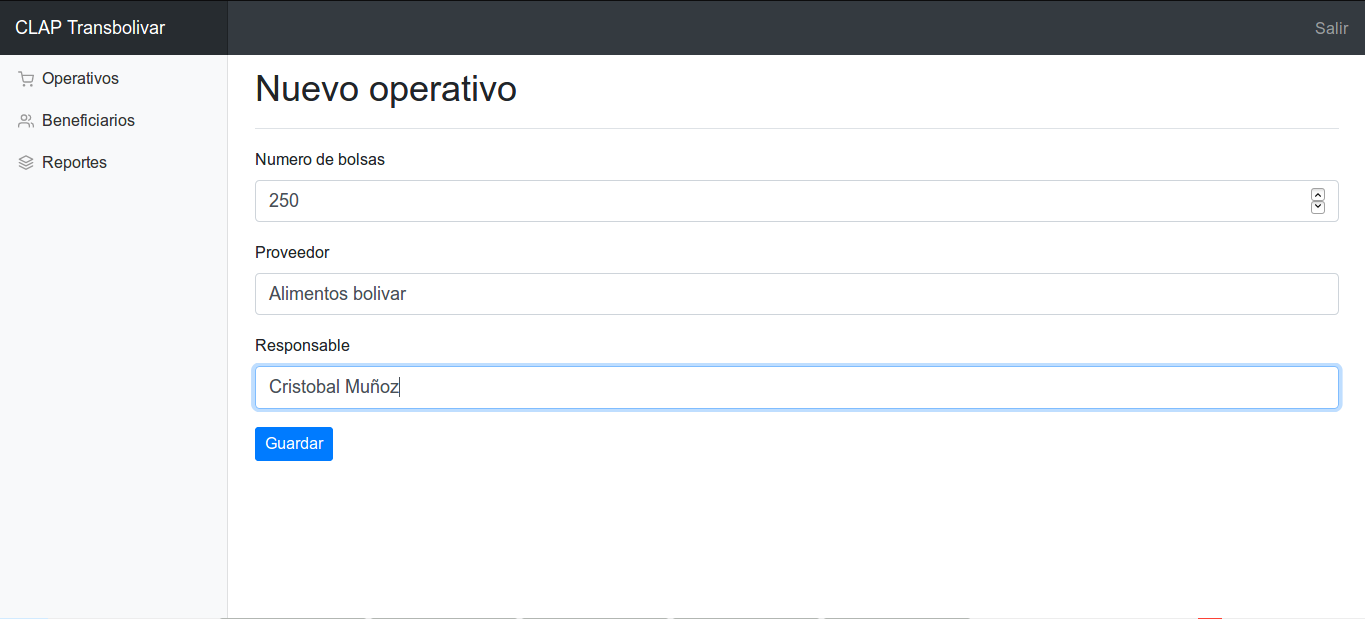 CLAP Transbolivar
Salir
Operativos
Beneficiarios
Reportes
Nuevo operativo
Numero de bolsas
250
Proveedor
Alimentos bolivar
Responsable
Cristobal Muñoz
Guardar